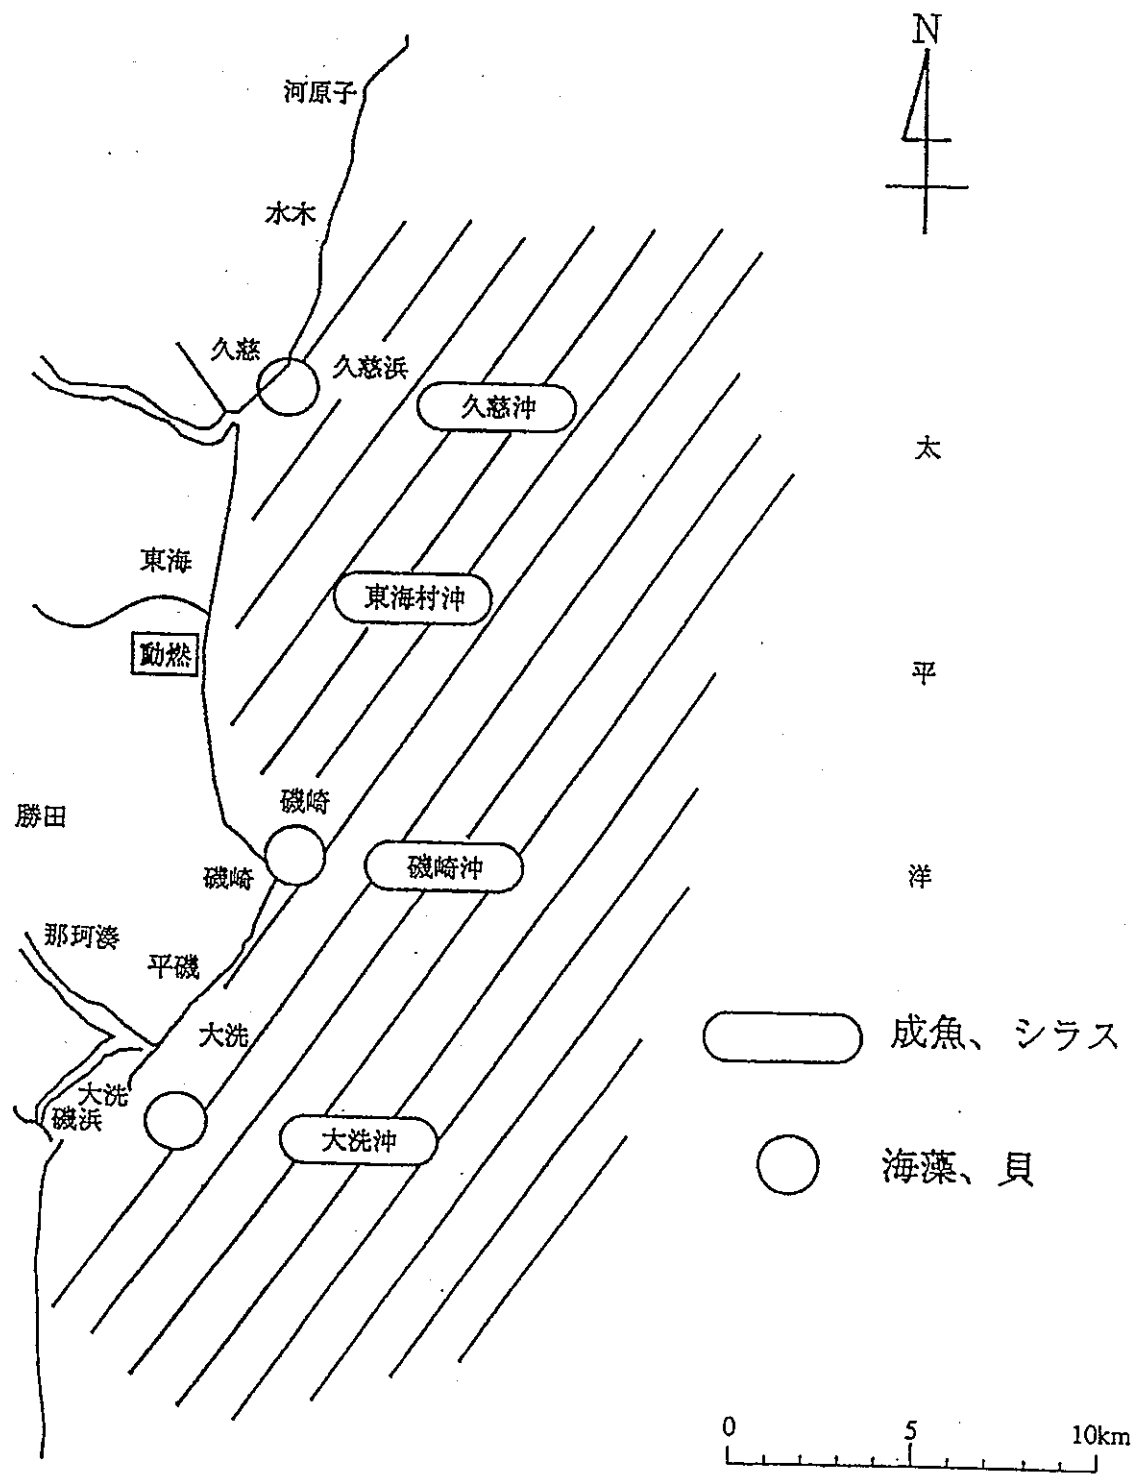 N
河原子
水木
久慈
久慈浜
久慈沖
太
東海
東海村沖
動燃
平
磯崎
勝田
磯崎沖
磯崎
洋
那珂湊
平磯
大洗
成魚、シラス
大洗
磯浜
大洗沖
海藻、貝
0
5
10km